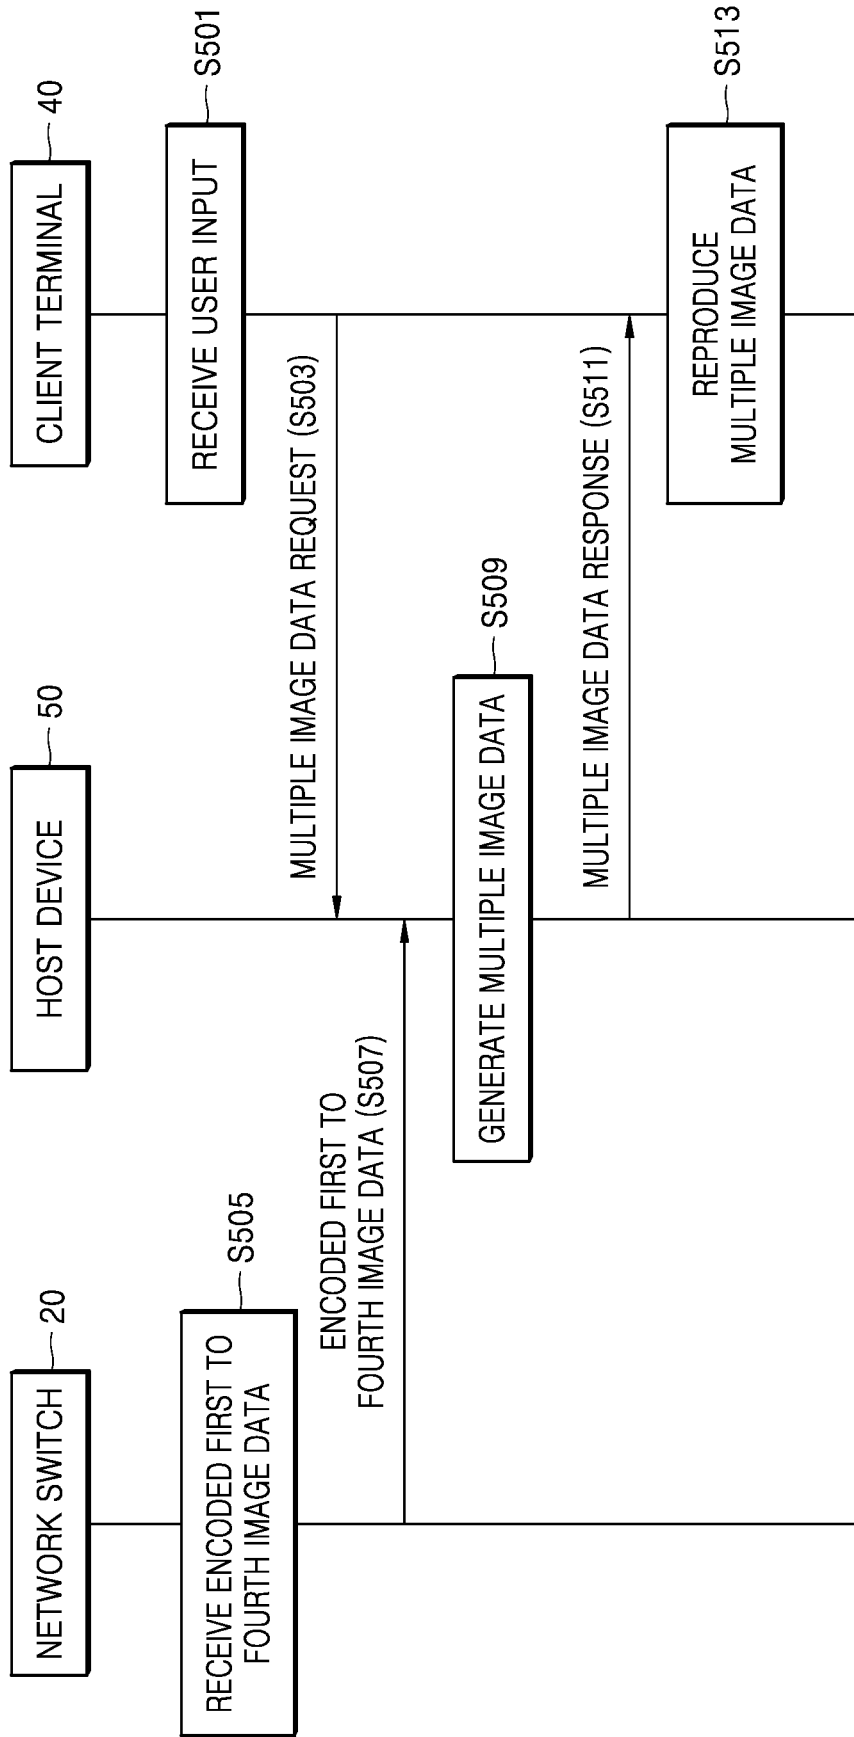 NETWORK SWITCH
20
HOST DEVICE
50
CLIENT TERMINAL
40
RECEIVE USER INPUT
S501
RECEIVE ENCODED FIRST TO
FOURTH IMAGE DATA
S505
MULTIPLE IMAGE DATA REQUEST (S503)
ENCODED FIRST TO
FOURTH IMAGE DATA (S507)
GENERATE MULTIPLE IMAGE DATA
S509
MULTIPLE IMAGE DATA RESPONSE (S511)
REPRODUCE
MULTIPLE IMAGE DATA
S513